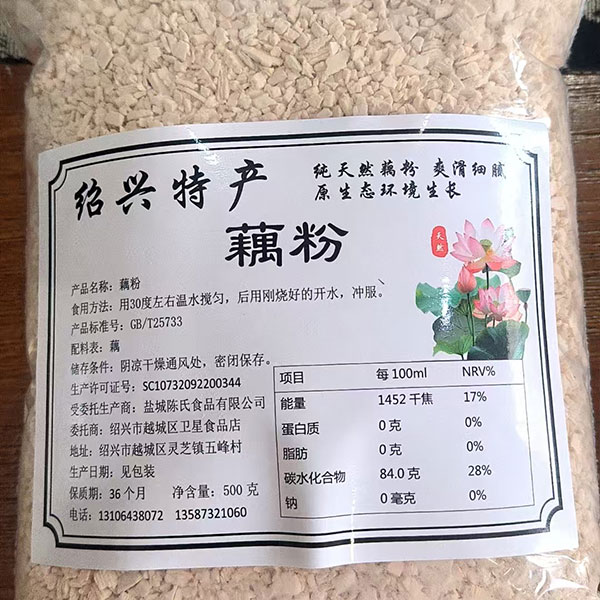 绍兴特产
纯天然藕粉 爽滑细腻
原生态环境生长
藕粉
天然
产品名称：藕粉
食用方法：用30度左右温水搅匀，后用刚烧好的开水，冲服。
产品标准号：GB/T25733
配料表：藕
储存条件：阴凉干燥通风处，密闭保存。
生产许可证号：SC10732092200344
受委托生产商：盐城陈氏食品有限公司
委托商：绍兴市越城区卫星食品店
地址：绍兴市越城区灵芝镇五峰村
生产日期：见包装
保质期：36个月 净含量：500克
电话：13106438072 13587321060
项目 每100ml NRV%
能量 1452千焦 17%
蛋白质 0克 0%
脂肪 0克 0%
碳水化合物 84.0克 28%
钠 0毫克 0%